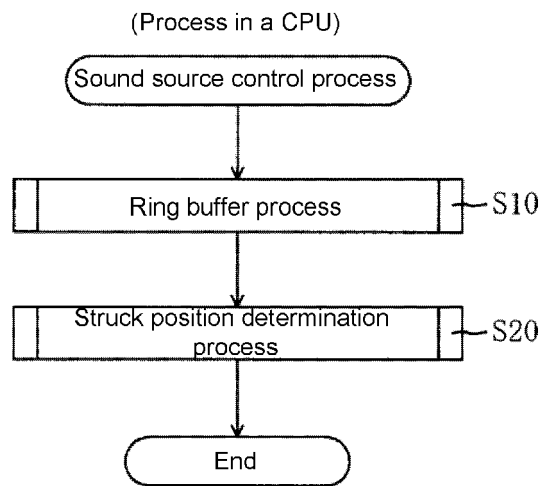 (Process in a CPU)
Sound source control process
Ring buffer process
S10
Struck position determination
process
S20
End